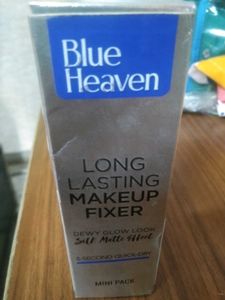 Blue
Heaven
LONG
LASTING
MAKEUP
FIXER
DEWY GLOW LOOK
Soft Matte Effect
5-SECOND QUICK-DRY
MINI PACK